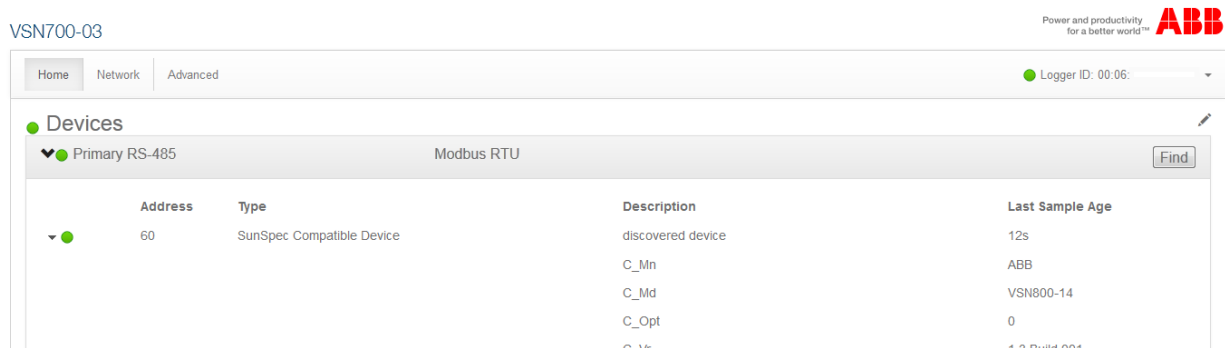 Power and productivity
for a better world™
ABB
VSN700-03
Home Network Advanced Logger ID: 00:06:
Devices
Primary RS-485 Modbus RTU Find
Address Type Description Last Sample Age
60 SunSpec Compatible Device discovered device 12s
C_Mn ABB
C_Md VSN800-14
C_Opt 0